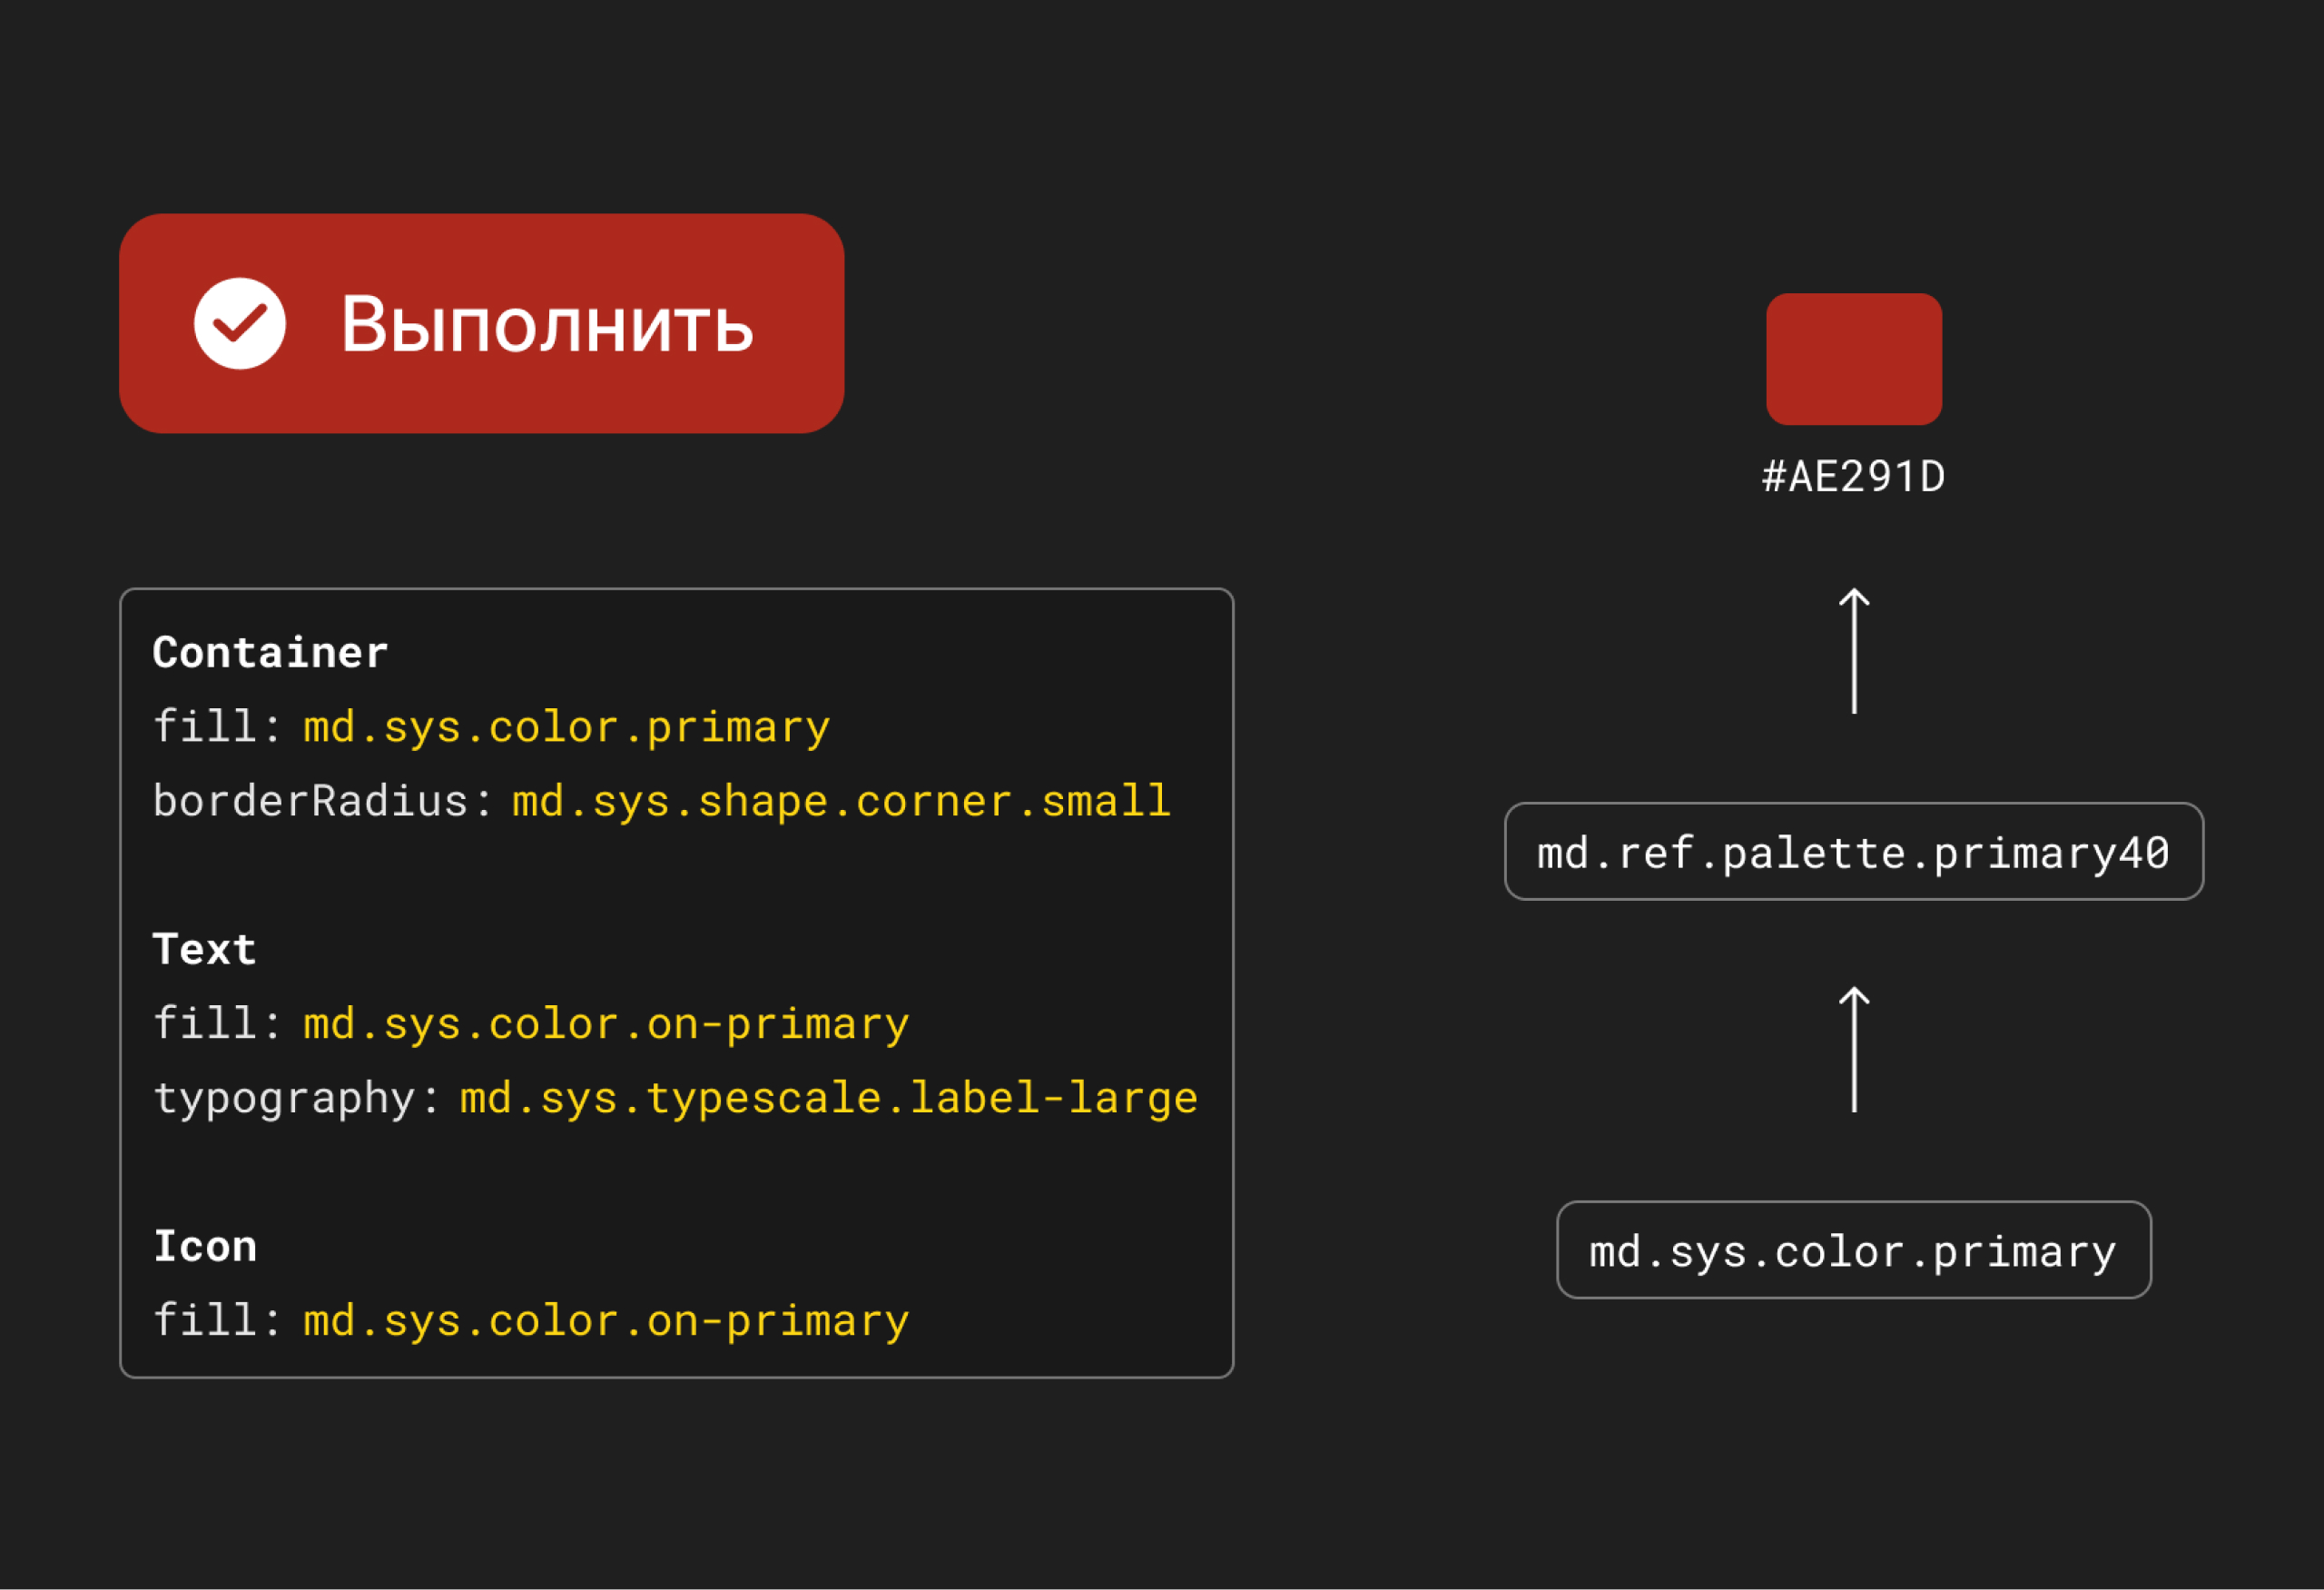 Выполнить
Container
fill: md.sys.color.primary
borderRadius: md.sys.shape.corner.small
Text
fill: md.sys.color.on-primary
typography: md.sys.typescale.label-large
Icon
fill: md.sys.color.on-primary
#AE291D
md.ref.palette.primary40
md.sys.color.primary